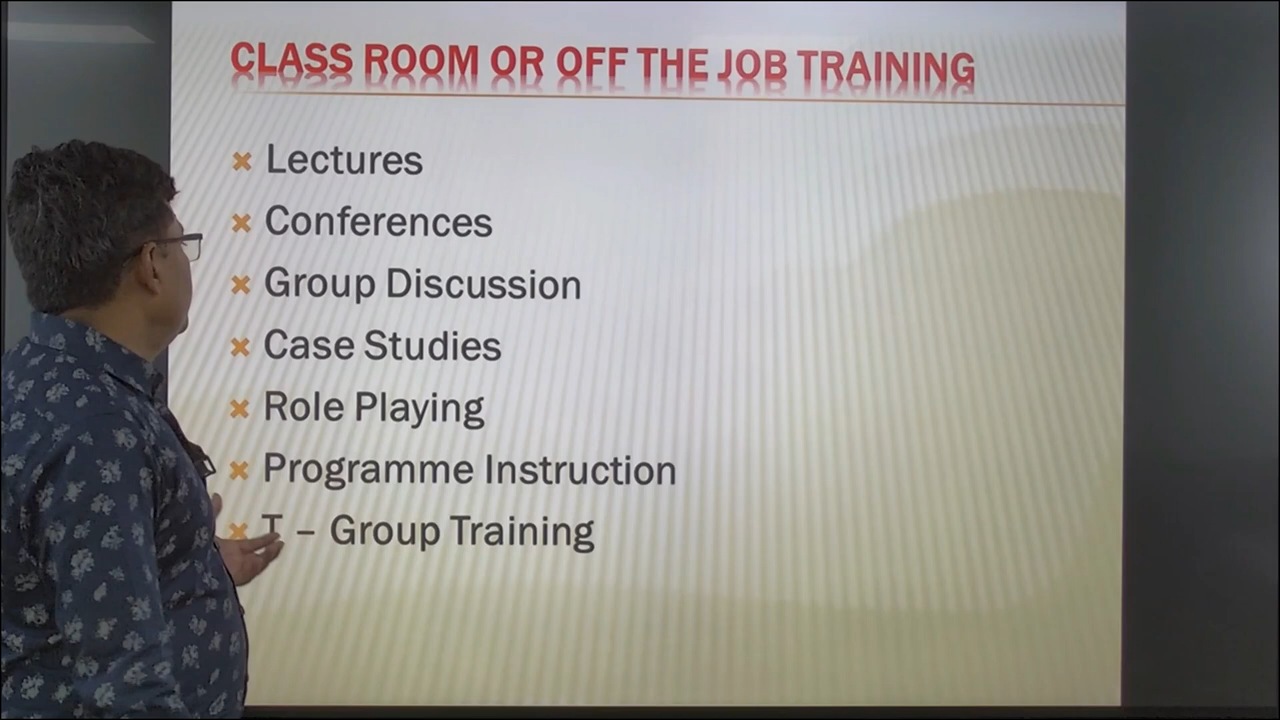 CLASS ROOM OR OFF THE JOB TRAINING
Lectures
Conferences
Group Discussion
Case Studies
Role Playing
Programme Instruction
T – Group Training